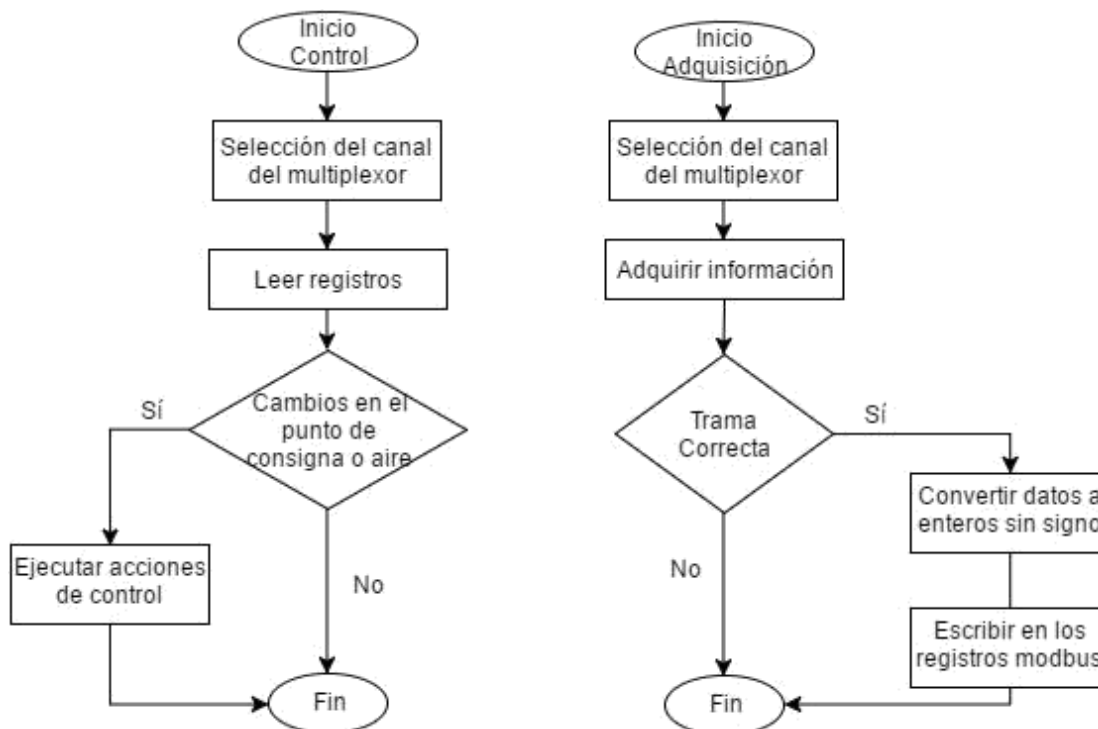 Inicio
Control
Selección del canal
del multiplexor
Leer registros
Cambios en el
punto de
consigna o aire
Sí
No
Ejecutar acciones
de control
Fin
Inicio
Adquisición
Selección del canal
del multiplexor
Adquirir información
Trama
Correcta
Sí
No
Convertir datos a
enteros sin signo
Escribir en los
registros modbus
Fin